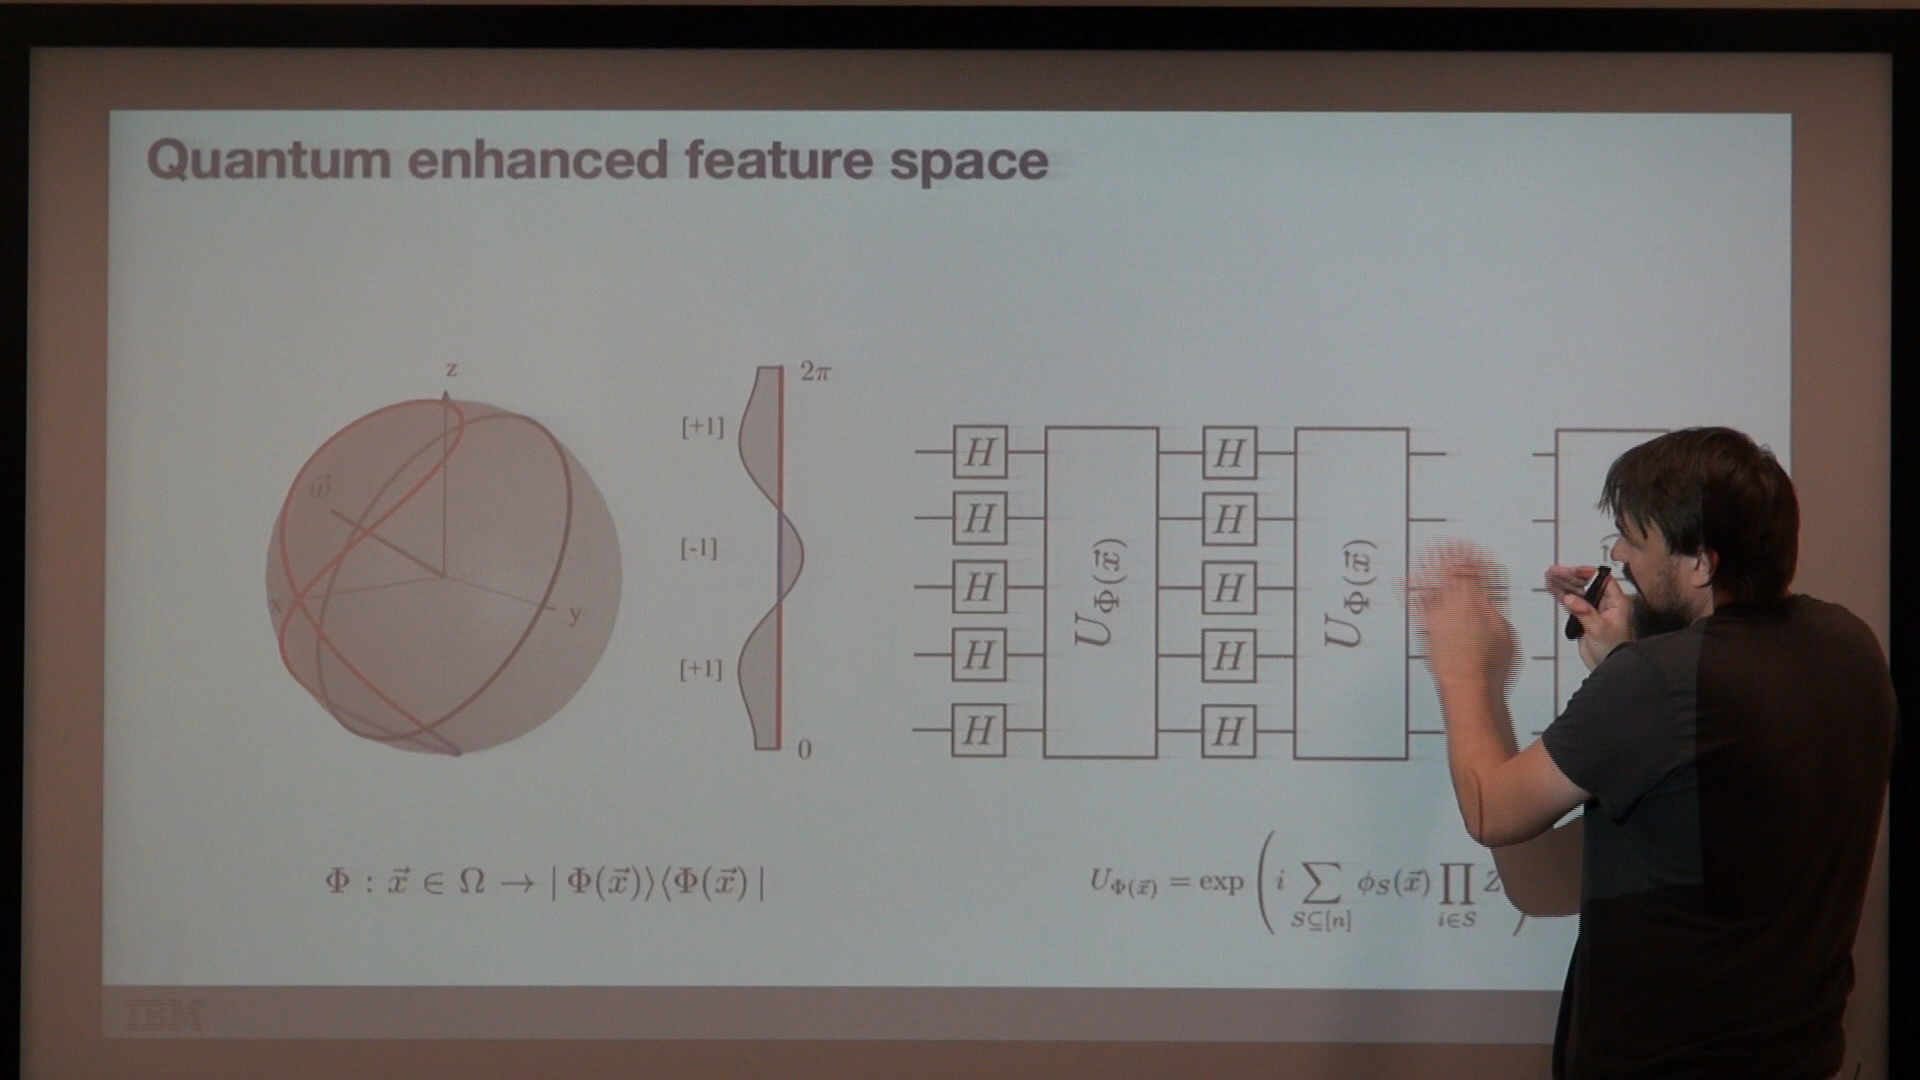 Quantum enhanced feature space
z
w⃗
x
y
2π
[+1]
[-1]
[+1]
0
H H
H H
H H
H H
H H
U_Φ(x⃗) U_Φ(x⃗)
Φ : x⃗ ∈ Ω → | Φ(x⃗)⟩⟨Φ(x⃗) |
U_Φ(x⃗) = exp ( i ∑_{S⊆[n]} ϕ_S(x⃗) ∏_{i∈S} Z )
IBM